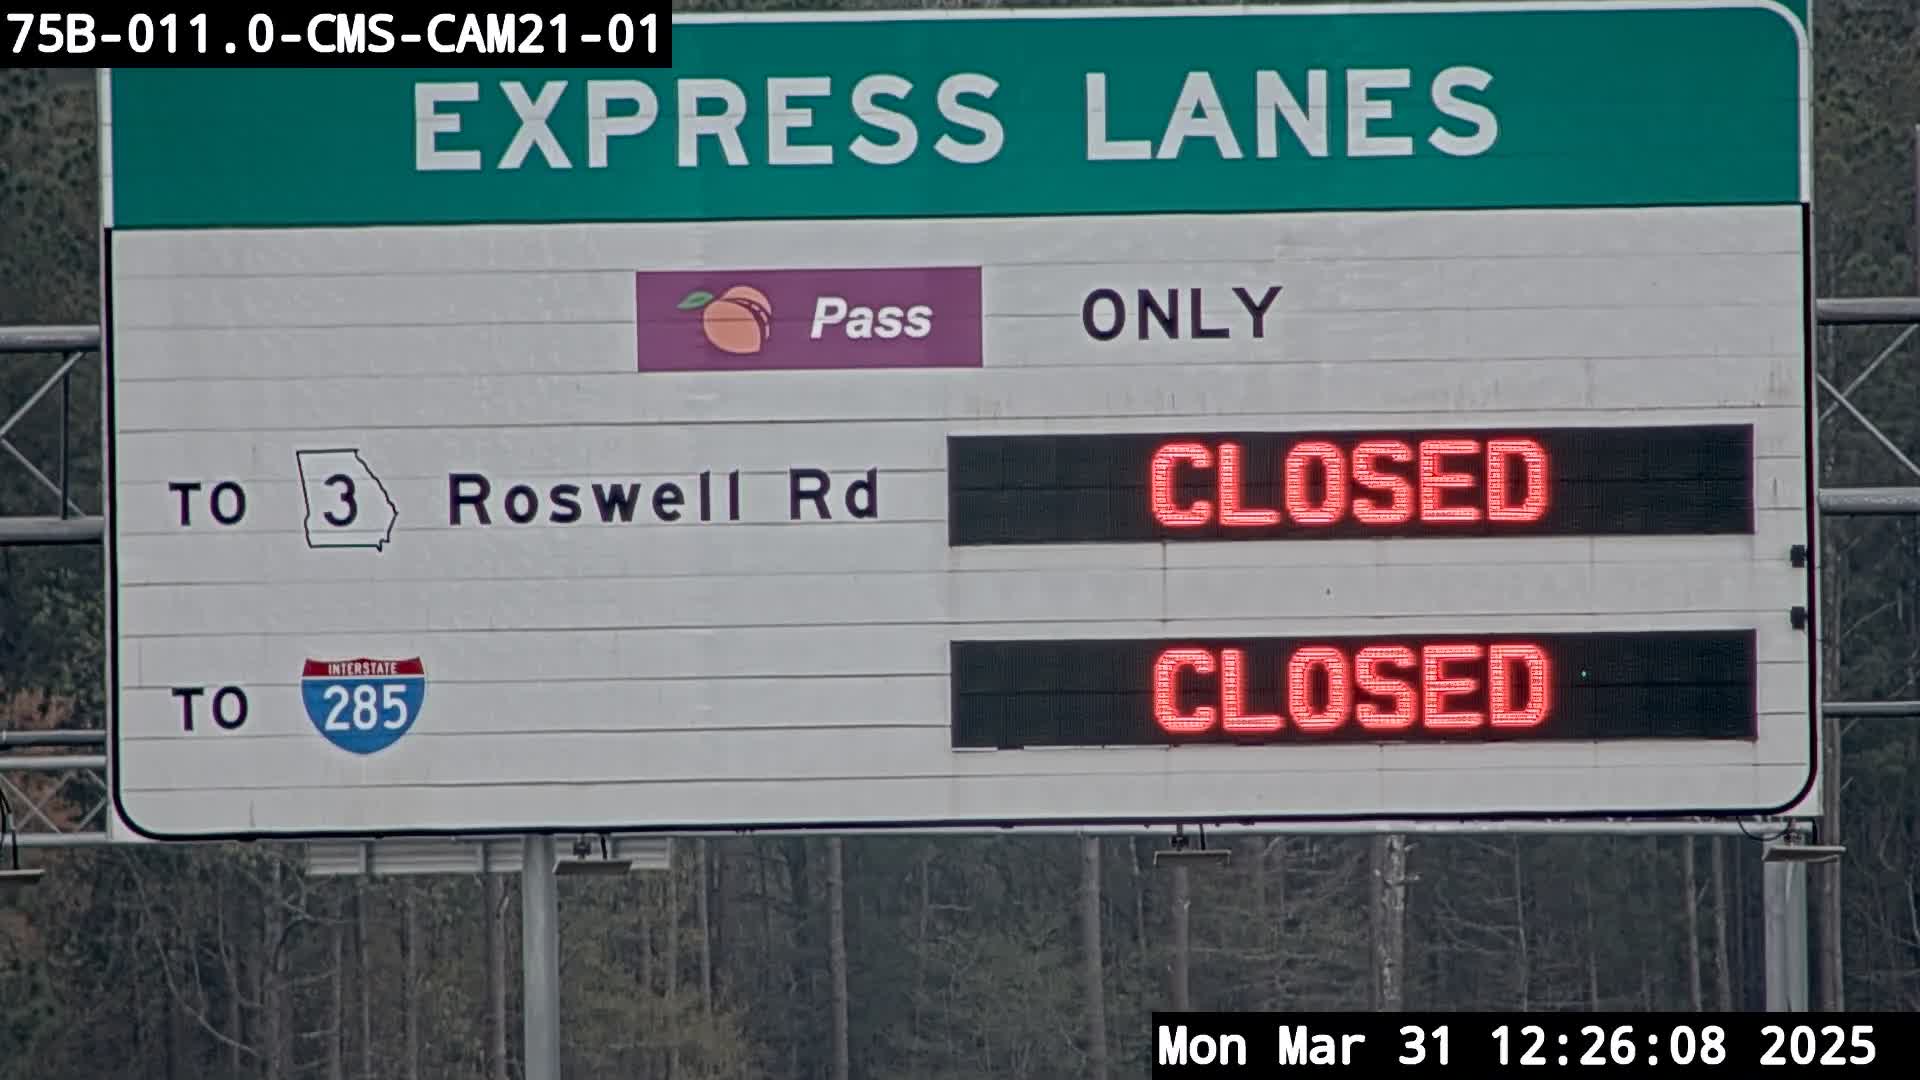 75B-011.0-CMS-CAM21-01
EXPRESS LANES
Pass ONLY
TO 3 Roswell Rd CLOSED
TO INTERSTATE 285 CLOSED
Mon Mar 31 12:26:08 2025